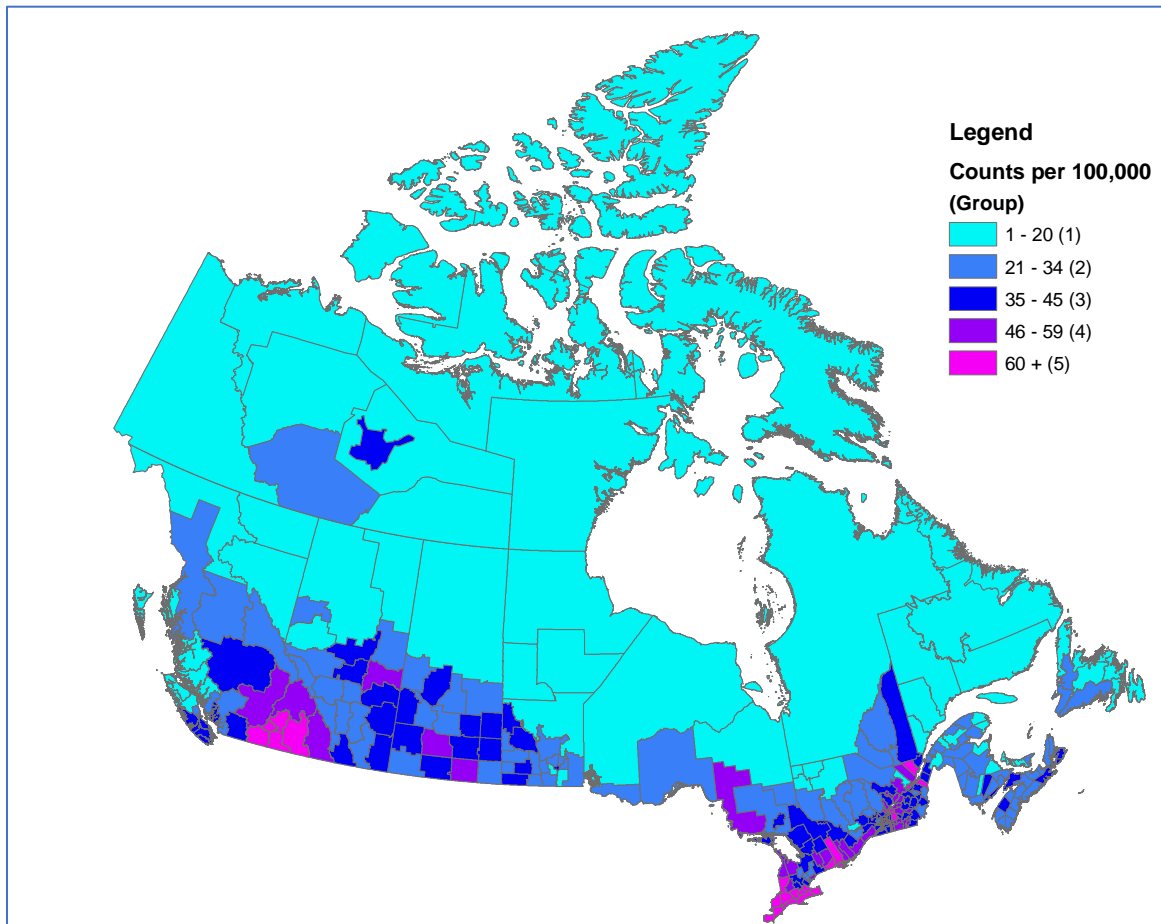 Legend
Counts per 100,000
(Group)
1 - 20 (1)
21 - 34 (2)
35 - 45 (3)
46 - 59 (4)
60 + (5)